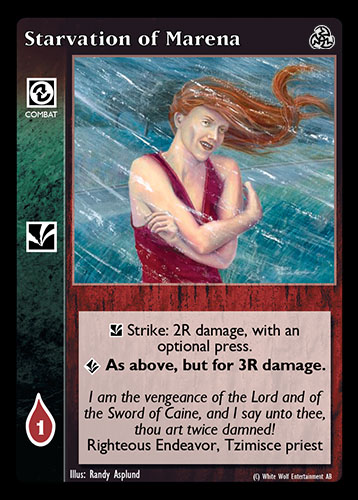 Starvation of Marena
COMBAT
Strike: 2R damage, with an
optional press.
As above, but for 3R damage.
I am the vengeance of the Lord and of
the Sword of Caine, and I say unto thee,
thou art twice damned!
Righteous Endeavor, Tzimisce priest
1
Illus: Randy Asplund
(C) White Wolf Entertainment AB